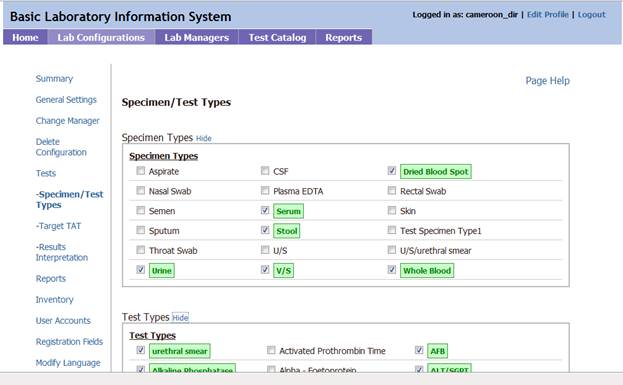 Basic Laboratory Information System
Logged in as: cameroon_dir | Edit Profile | Logout
Home Lab Configurations Lab Managers Test Catalog Reports
Summary
General Settings
Change Manager
Delete
Configuration
Tests
-Specimen/Test
Types
-Target TAT
-Results
Interpretation
Reports
Inventory
User Accounts
Registration Fields
Modify Language
Page Help
Specimen/Test Types
Specimen Types Hide
Specimen Types
Aspirate CSF Dried Blood Spot
Nasal Swab Plasma EDTA Rectal Swab
Semen Serum Skin
Sputum Stool Test Specimen Type1
Throat Swab U/S U/S/urethral smear
Urine V/S Whole Blood
Test Types Hide
Test Types
urethral smear Activated Prothrombin Time AFB
Alkaline Phosphatase Alpha - Foetoprotein ALT/SGPT